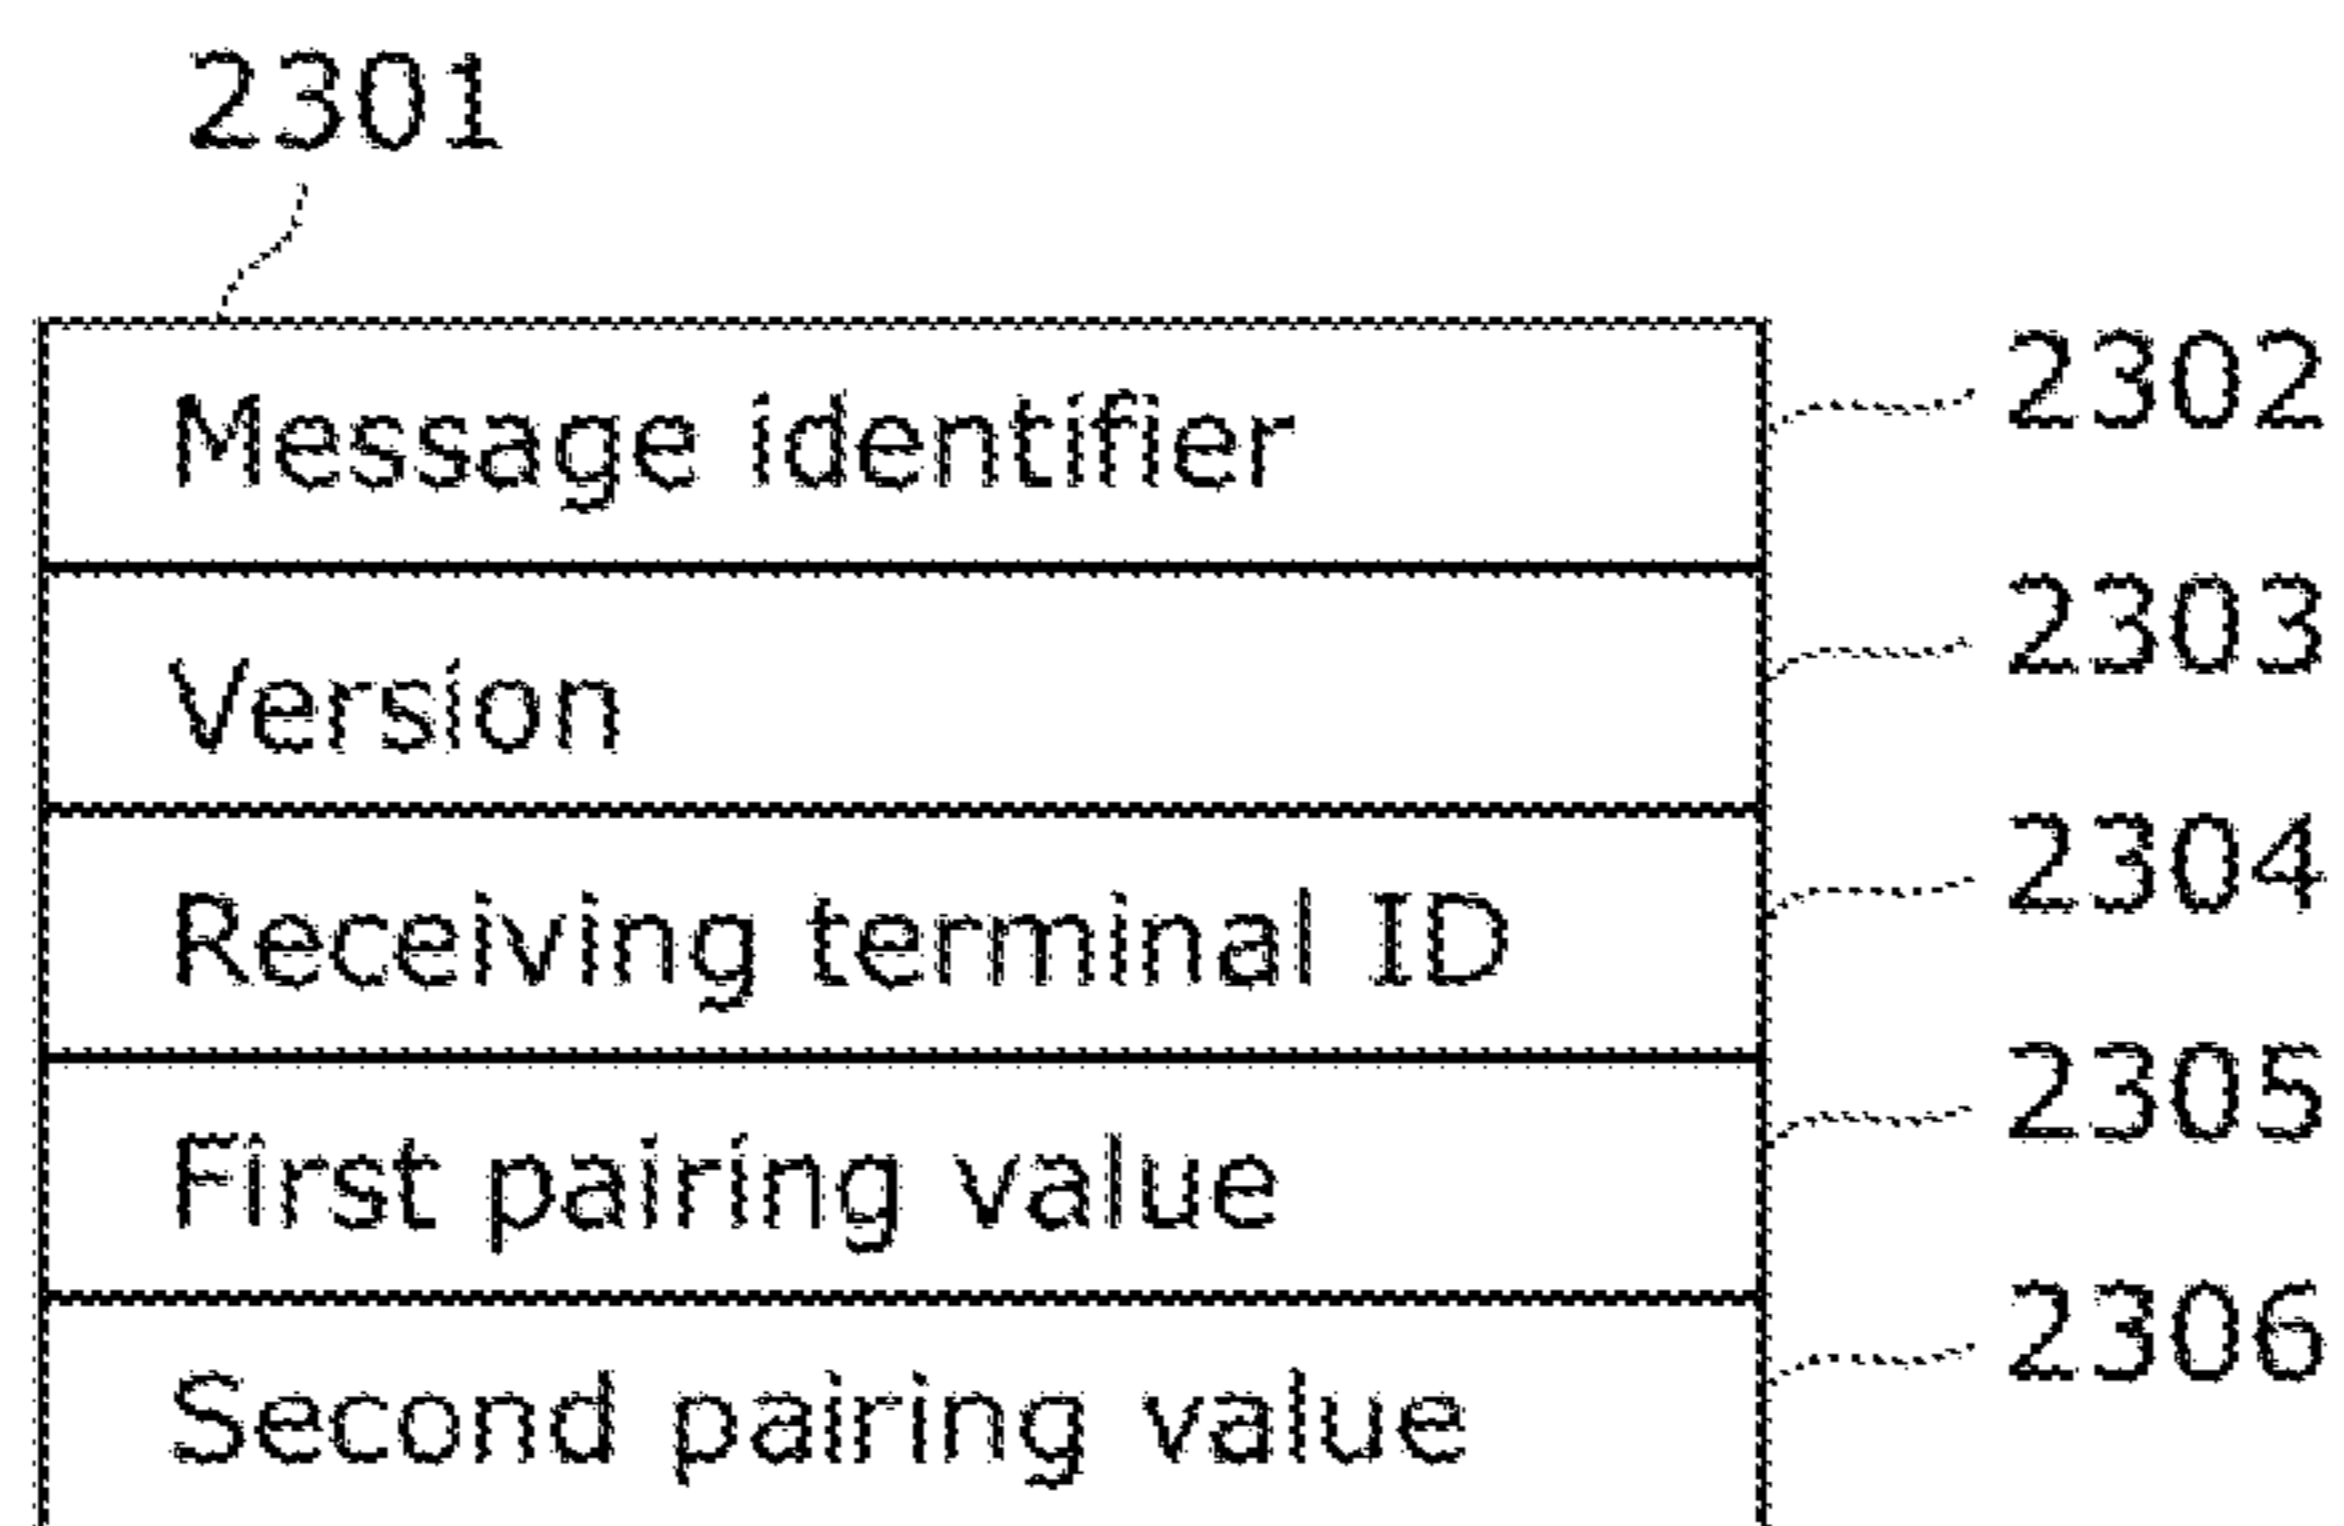 2301
Message identifier 2302
Version 2303
Receiving terminal ID 2304
First pairing value 2305
Second pairing value 2306